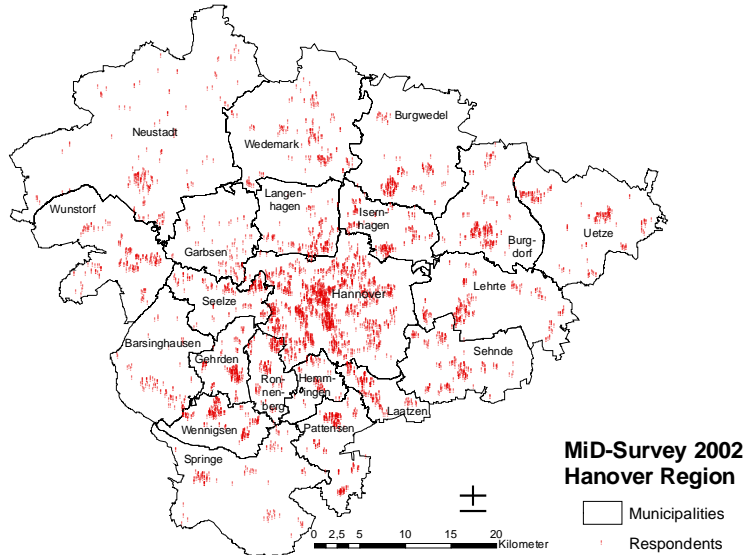 Neustadt
Burgwedel
Wedemark
Langen-
hagen
Wunstorf
Isern-
hagen
Burg-
dorf
Uetze
Garbsen
Seelze
Hannover
Lehrte
Barsinghausen
Gehrden
Sehnde
Ron-
nen-
berg
Hemm-
ingen
Laatzen
Wennigsen
Pattensen
Springe
MiD-Survey 2002
Hanover Region
Municipalities
Respondents
0 2,5 5 10 15 20
Kilometer